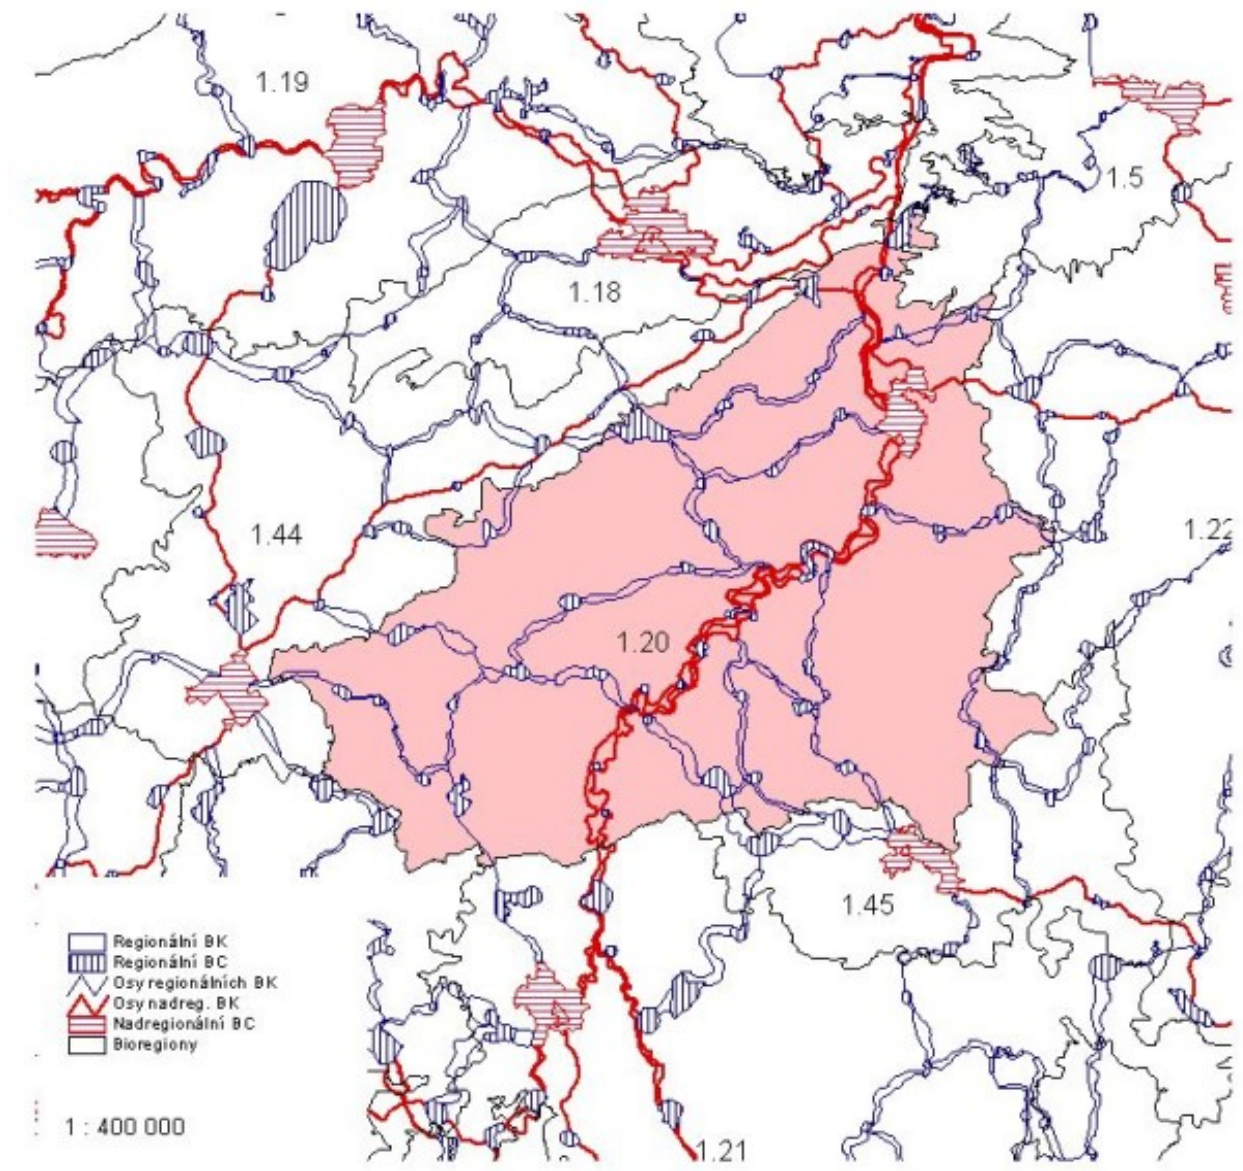 1.19
1.5
1.18
1.44
1.22
1.20
1.45
Regionální BK
Regionální BC
Osy regionálních BK
Osy nadreg. BK
Nadregionální BC
Bioregiony
1 : 400 000
1.21